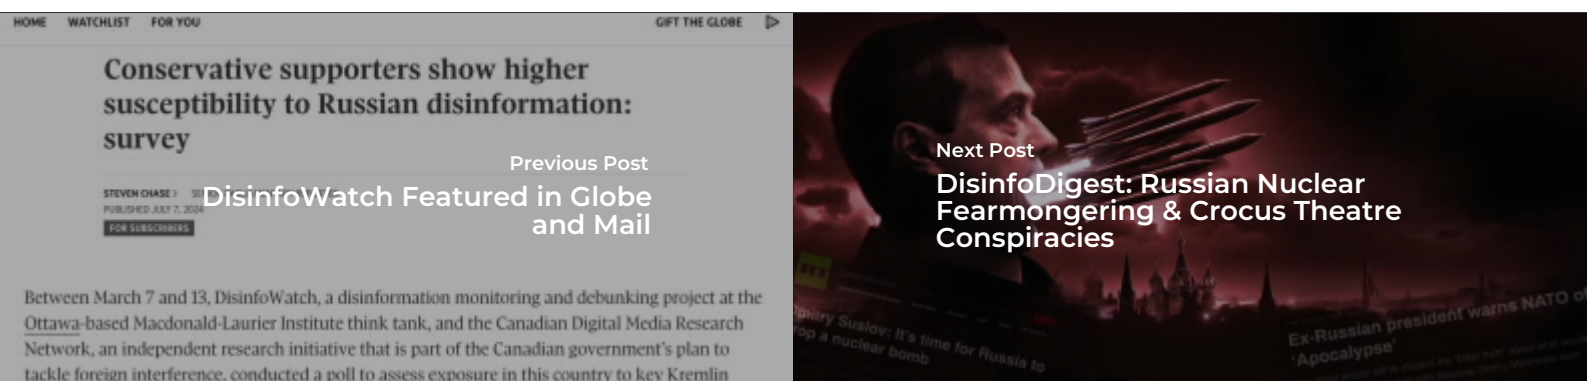 HOME WATCHLIST FOR YOU GIFT THE GLOBE
Conservative supporters show higher
susceptibility to Russian disinformation:
survey
Previous Post
STEVEN CHASE
DisinfoWatch Featured in Globe
PUBLISHED JULY 7, 2024
and Mail
FOR SUBSCRIBERS
Between March 7 and 13, DisinfoWatch, a disinformation monitoring and debunking project at the
Ottawa-based Macdonald-Laurier Institute think tank, and the Canadian Digital Media Research
Network, an independent research initiative that is part of the Canadian government's plan to
tackle foreign interference, conducted a poll to assess exposure in this country to key Kremlin
Next Post
DisinfoDigest: Russian Nuclear
Fearmongering & Crocus Theatre
Conspiracies
RT
Dmitry Suslov: It's time for Russia to
drop a nuclear bomb
Ex-Russian president warns NATO of
'Apocalypse'